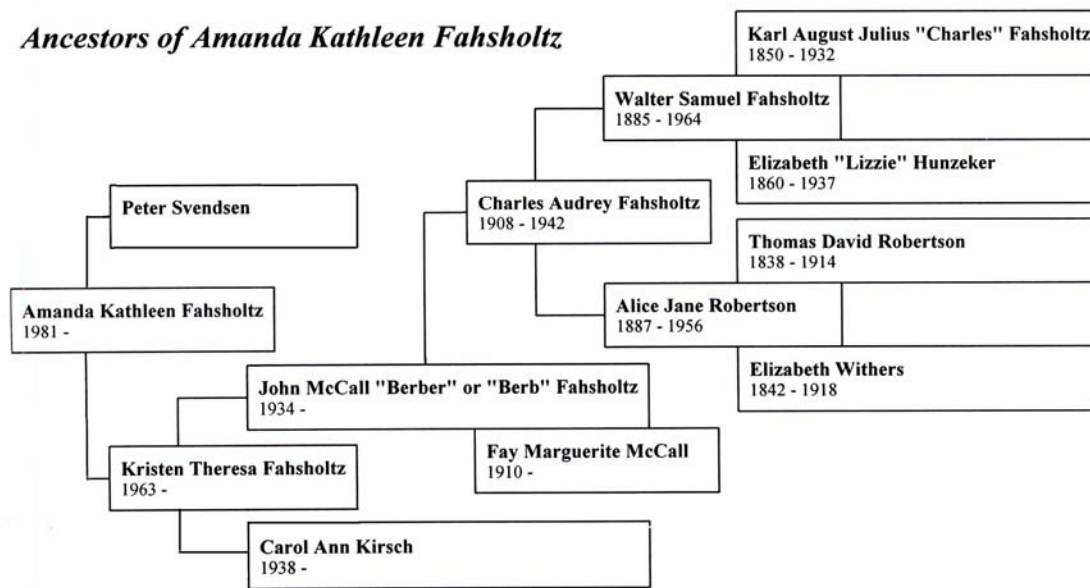 Ancestors of Amanda Kathleen Fahsholtz
Karl August Julius "Charles" Fahsholtz
1850 - 1932
Walter Samuel Fahsholtz
1885 - 1964
Elizabeth "Lizzie" Hunzeker
1860 - 1937
Charles Audrey Fahsholtz
1908 - 1942
Peter Svendsen
Thomas David Robertson
1838 - 1914
Alice Jane Robertson
1887 - 1956
Amanda Kathleen Fahsholtz
1981 -
Elizabeth Withers
1842 - 1918
John McCall "Berber" or "Berb" Fahsholtz
1934 -
Fay Marguerite McCall
1910 -
Kristen Theresa Fahsholtz
1963 -
Carol Ann Kirsch
1938 -